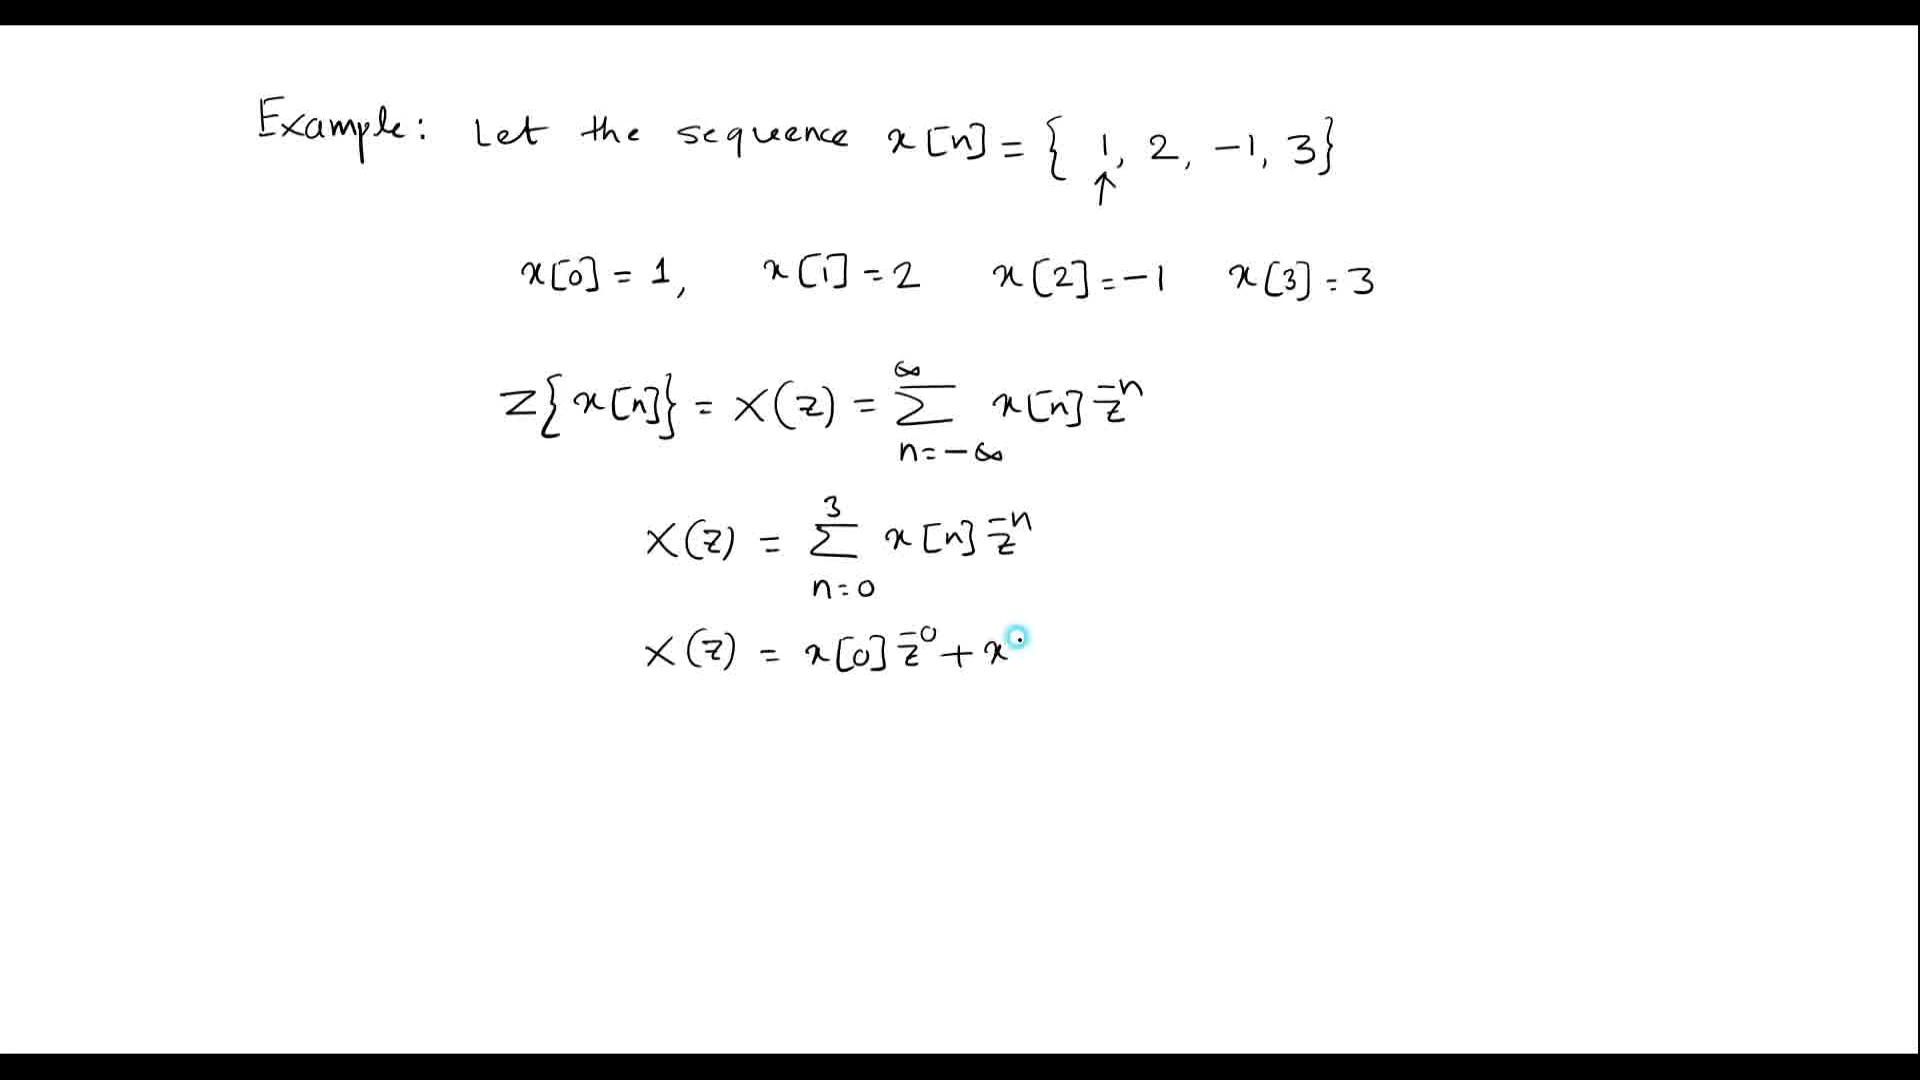 Example: Let the sequence x[n] = { 1, 2, -1, 3}
↑
x[0] = 1, x[1] = 2 x[2] = -1 x[3] = 3
Z{x[n]} = X(z) = ∑_{n=-∞}^{∞} x[n] z^{-n}
X(z) = ∑_{n=0}^{3} x[n] z^{-n}
X(z) = x[0] z^{-0} + x